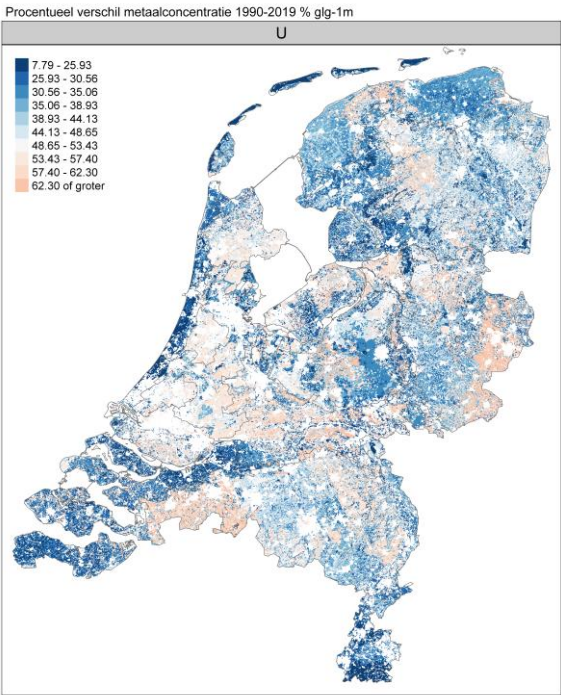 Procentueel verschil metaalconcentratie 1990-2019 % glg-1m
U
7.79 - 25.93
25.93 - 30.56
30.56 - 35.06
35.06 - 38.93
38.93 - 44.13
44.13 - 48.65
48.65 - 53.43
53.43 - 57.40
57.40 - 62.30
62.30 of groter